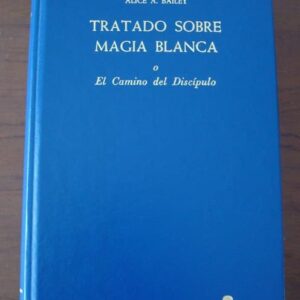 ALICE A. BAILEY
TRATADO SOBRE
MAGIA BLANCA
o
El Camino del Discípulo